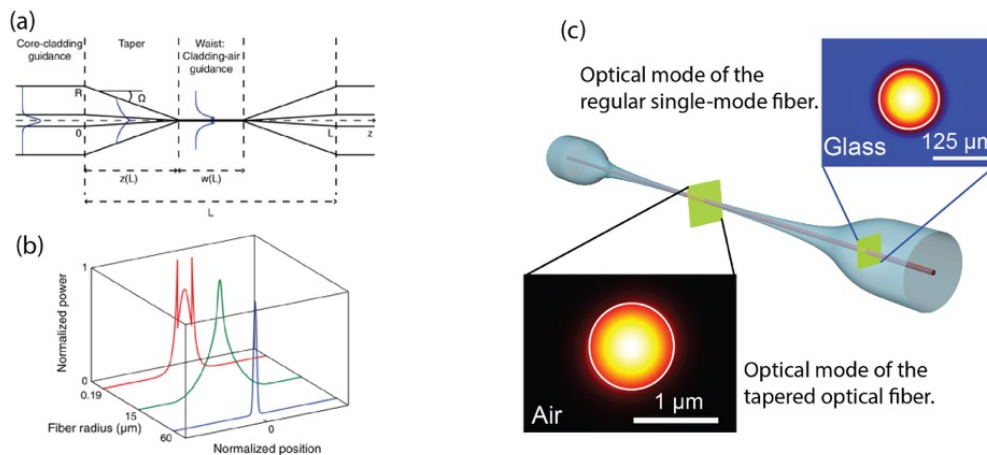 (a)
Core-cladding
guidance
Taper
Waist:
Cladding-air
guidance
R
Ω
0
L
z
z(L)
w(L)
L
(b)
Normalized power
1
0
0.19
15
60
Fiber radius (μm)
0
Normalized position
(c)
Optical mode of the
regular single-mode fiber.
Glass
125 μm
Air
1 μm
Optical mode of the
tapered optical fiber.